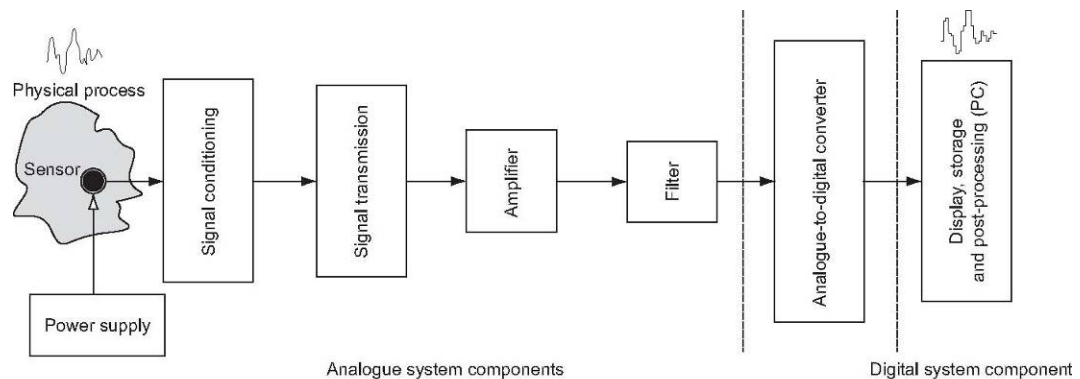 Physical process
Sensor
Power supply
Signal conditioning
Signal transmission
Amplifier
Filter
Analogue-to-digital converter
Display, storage
and post-processing (PC)
Analogue system components
Digital system component